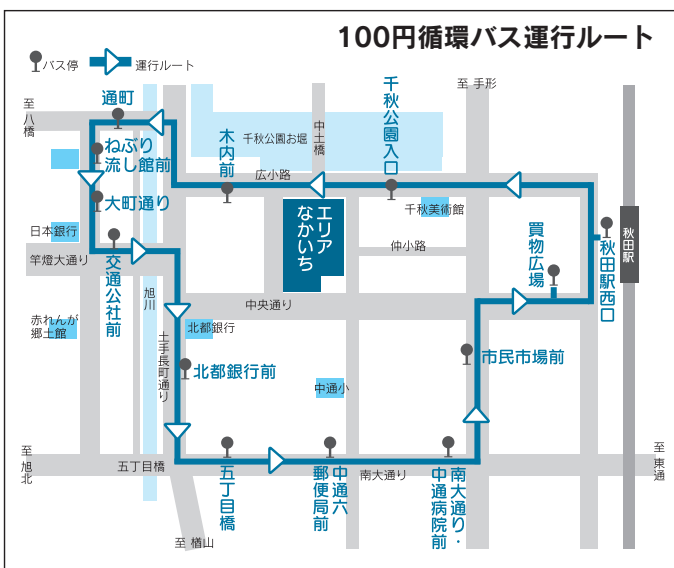 100円循環バス運行ルート
バス停
運行ルート
至八橋
通町
ねぶり
流し館前
大町通り
日本銀行
竿燈大通り
交通公社前
赤れんが
郷土館
旭川
土手長町通り
木内前
千秋公園お堀
中土橋
広小路
千秋公園入口
至 手形
千秋美術館
エリア
なかいち
仲小路
買物広場
秋田駅西口
秋田駅
中央通り
北都銀行
北都銀行前
中通小
市民市場前
至旭北
五丁目橋
五丁目橋
中通六
郵便局前
南大通り
南大通り・
中通病院前
至東通
至 楢山